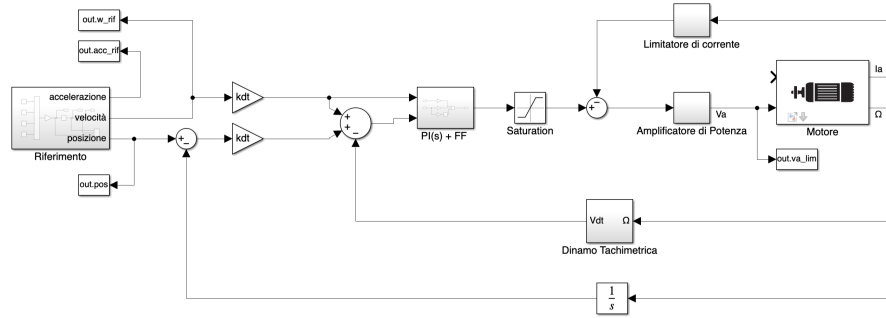 out.w_rif
out.acc_rif
accelerazione
velocità
posizione
Riferimento
out.pos
kdt
kdt
+
−
+
+
−
PI(s) + FF
Saturation
+
−
Limitatore di corrente
Amplificatore di Potenza
Va
out.va_lim
Motore
Ia
Ω
Vdt
Ω
Dinamo Tachimetrica
1
s